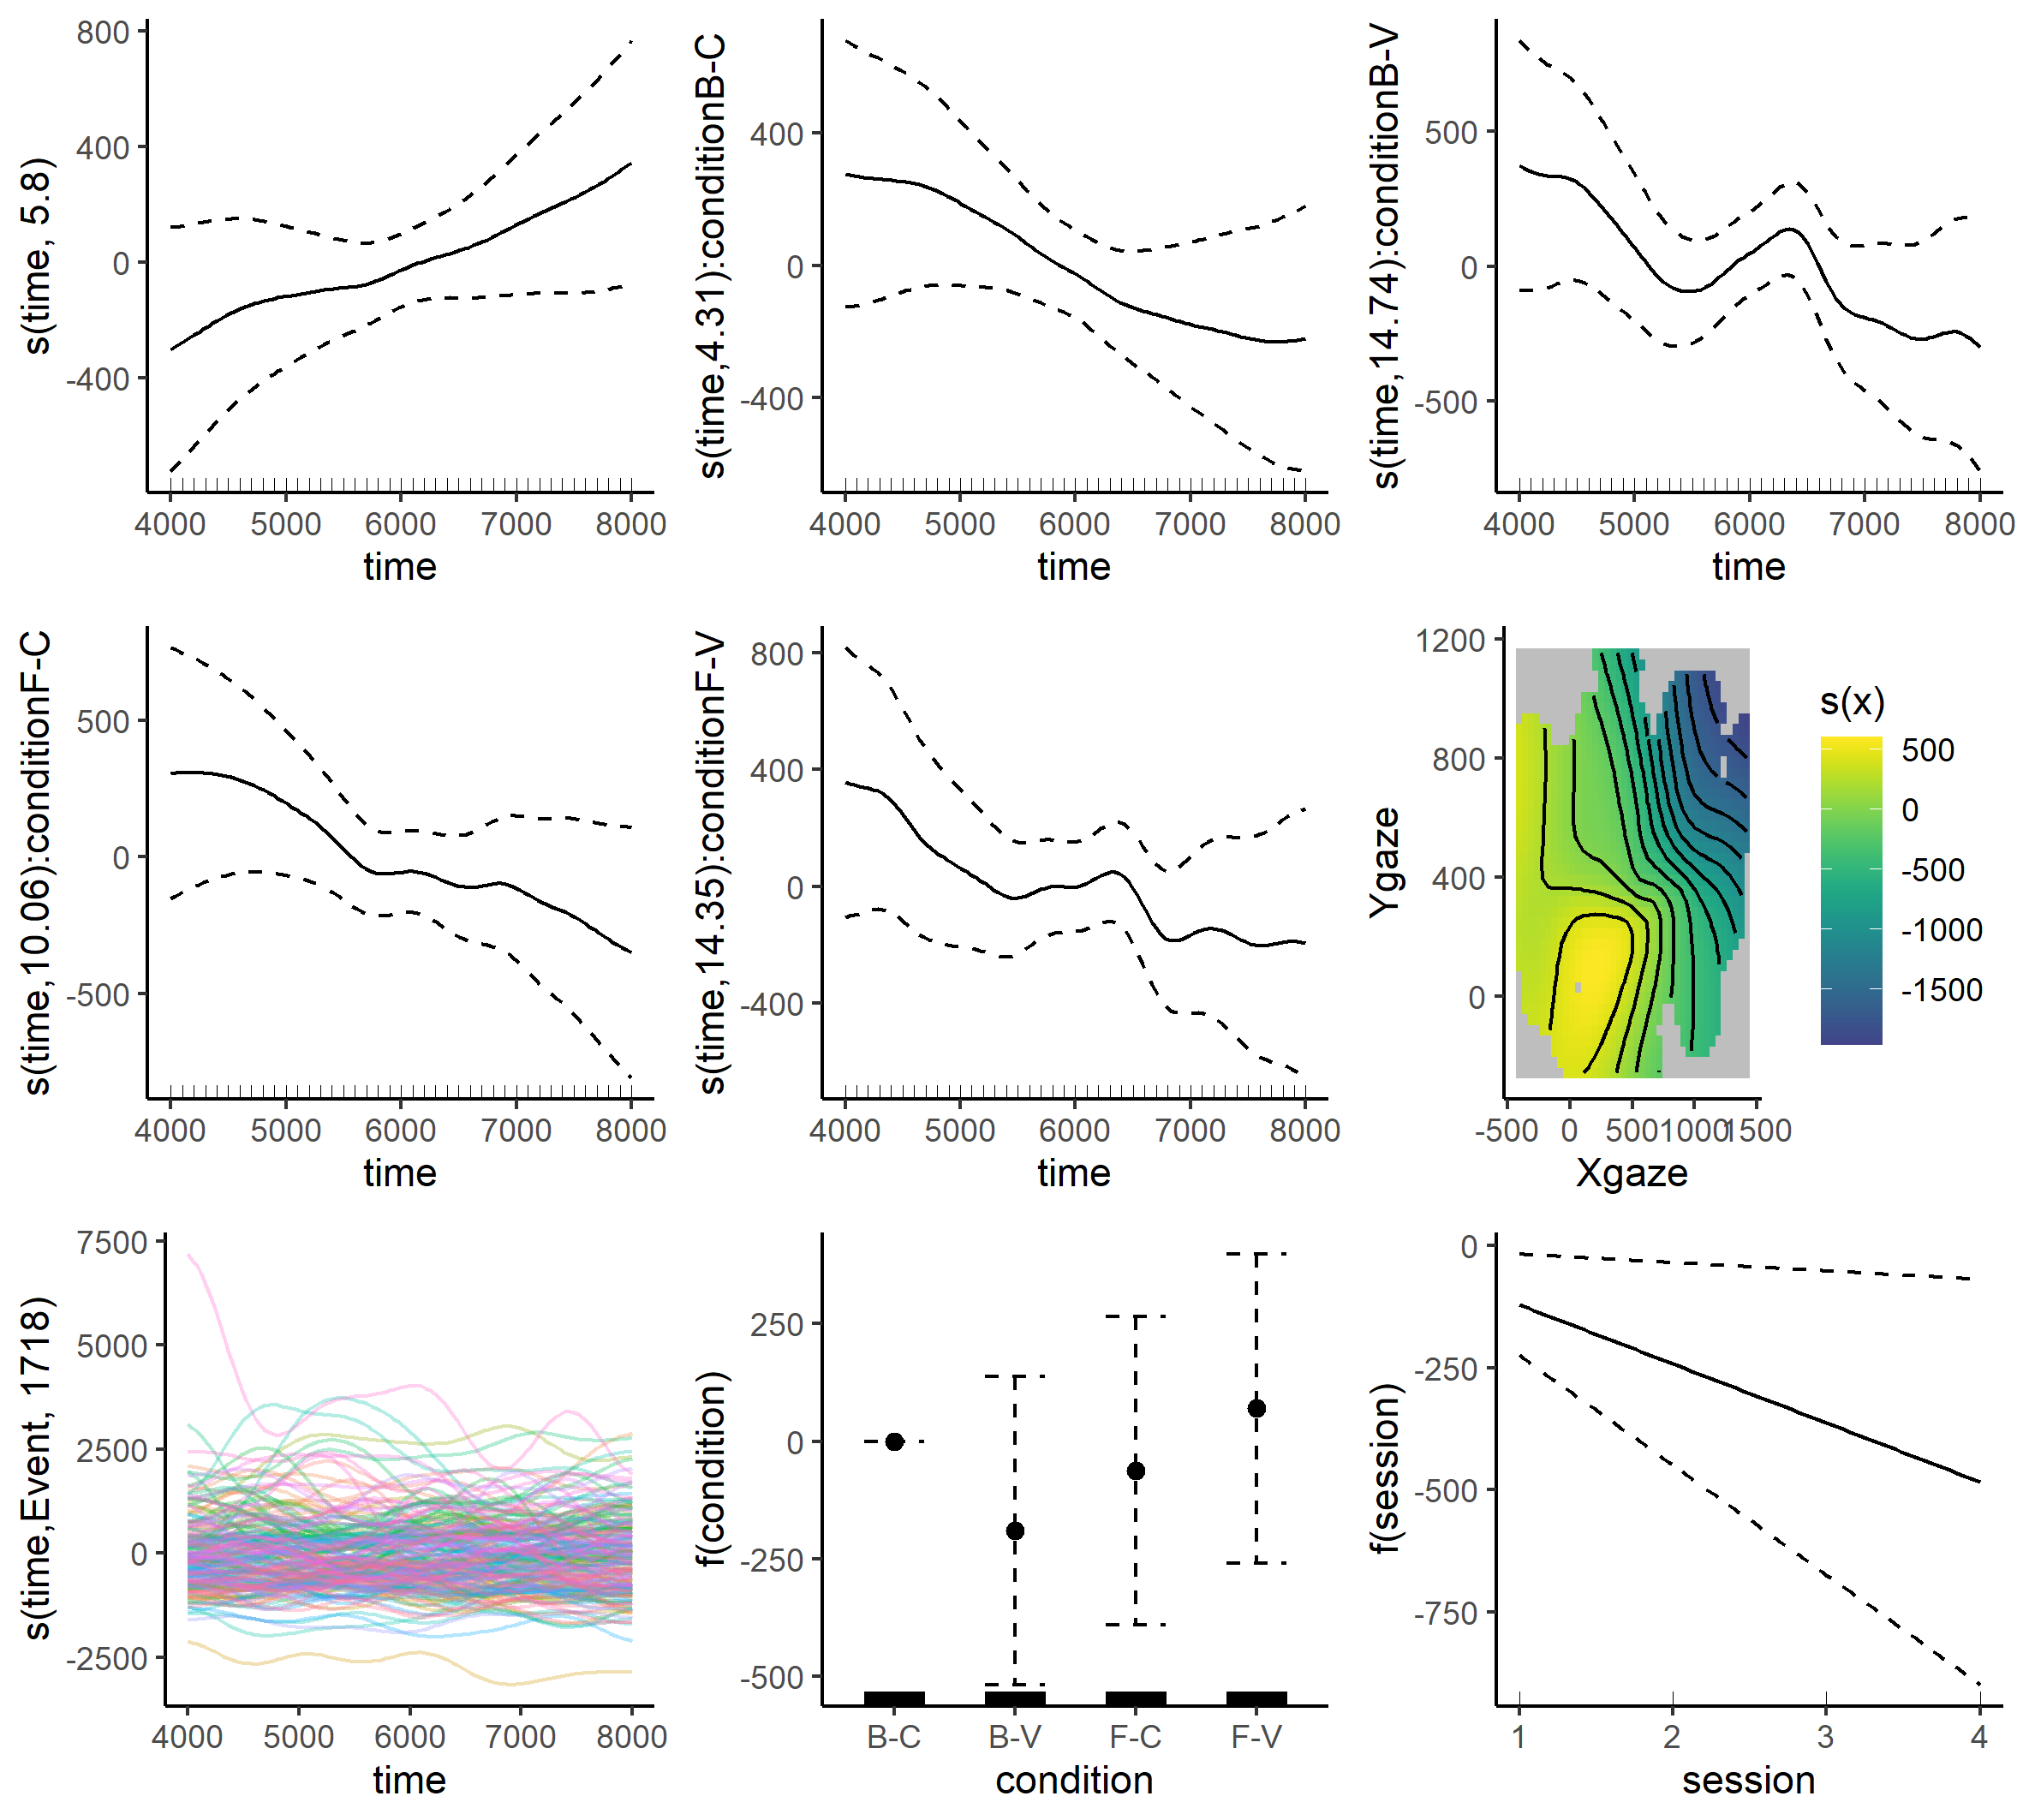 s(time, 5.8)
800
400
0
-400
4000 5000 6000 7000 8000
time
s(time,4.31):conditionB-C
400
0
-400
4000 5000 6000 7000 8000
time
s(time,14.74):conditionB-V
500
0
-500
4000 5000 6000 7000 8000
time
s(time,10.06):conditionF-C
500
0
-500
4000 5000 6000 7000 8000
time
s(time,14.35):conditionF-V
800
400
0
-400
4000 5000 6000 7000 8000
time
Ygaze
1200
800
400
0
-500 0 500 1000 1500
Xgaze
s(x)
500
0
-500
-1000
-1500
s(time,Event, 1718)
7500
5000
2500
0
-2500
4000 5000 6000 7000 8000
time
f(condition)
250
0
-250
-500
B-C B-V F-C F-V
condition
f(session)
0
-250
-500
-750
1 2 3 4
session